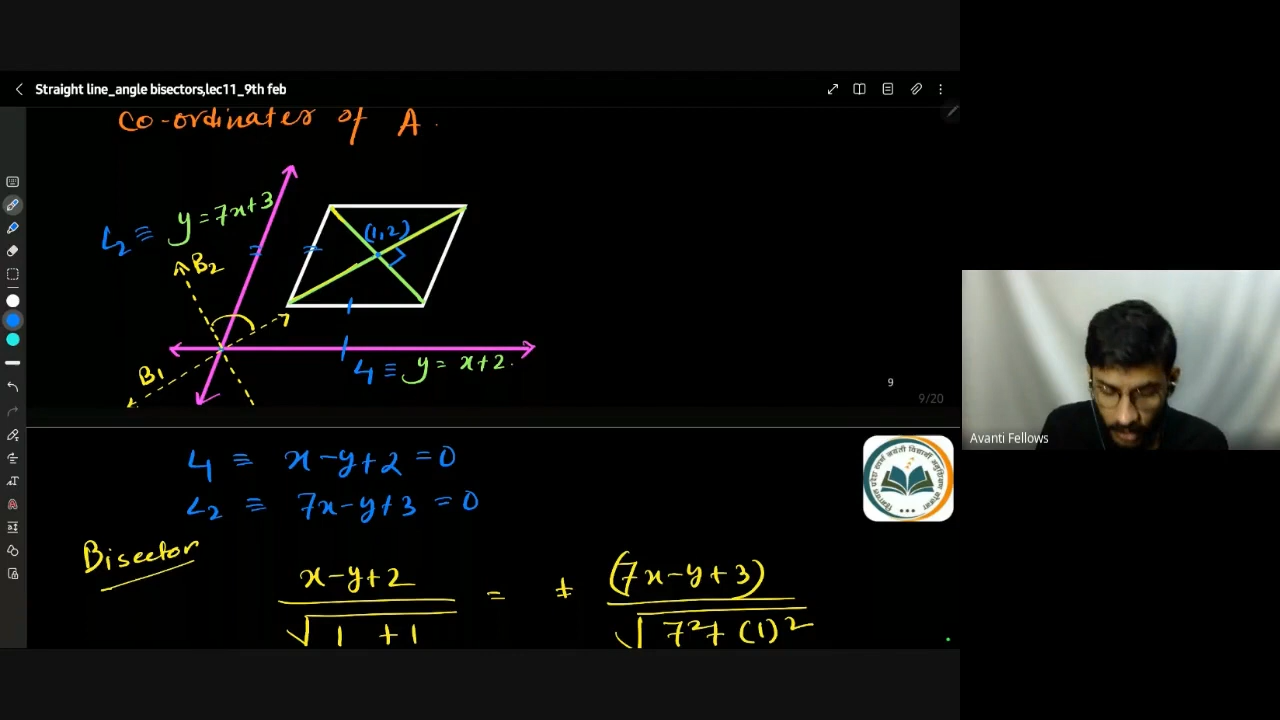 Straight line_angle bisectors,lec11_9th feb
Co-ordinates of A.
L₂ ≡ y = 7x+3
(1,2)
B₂
B₁
L₁ ≡ y = x+2.
9
9/20
L₁ ≡ x-y+2 = 0
L₂ ≡ 7x-y+3 = 0
Bisector
x-y+2 = ± (7x-y+3)
√1 +1 √7²+(1)²
Avanti Fellows